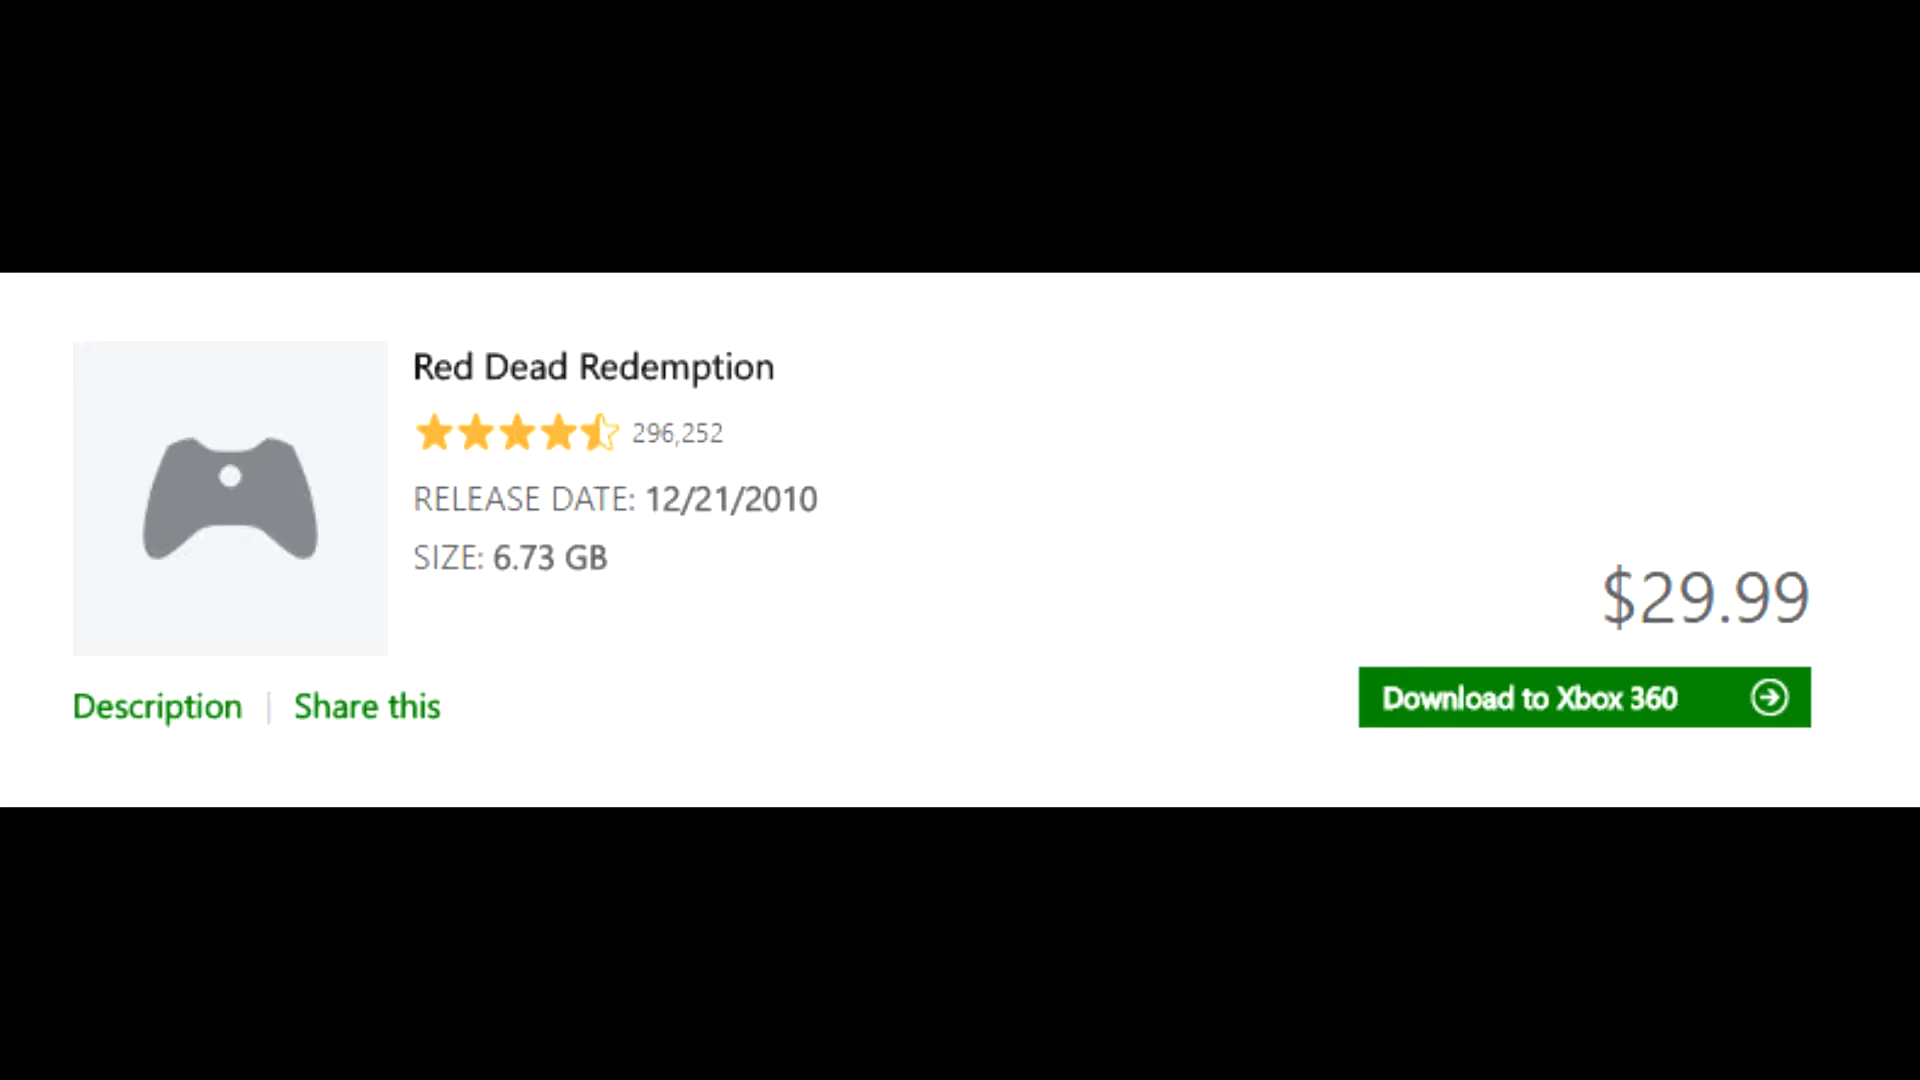 Red Dead Redemption
296,252
RELEASE DATE: 12/21/2010
SIZE: 6.73 GB
$29.99
Description | Share this
Download to Xbox 360